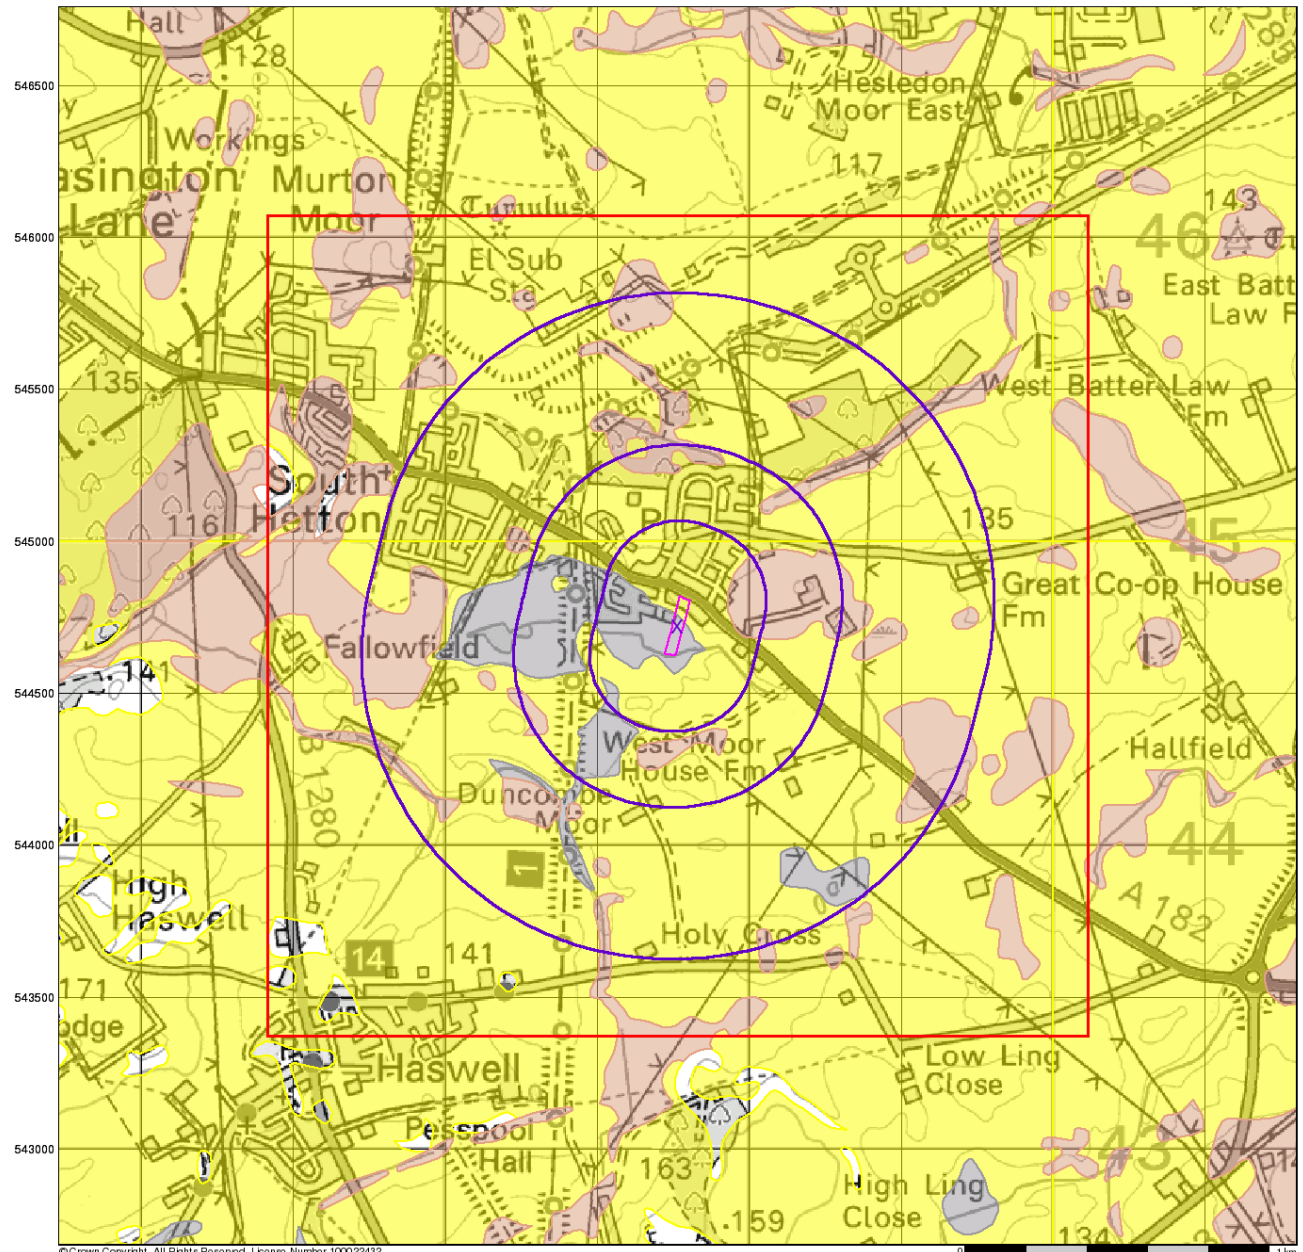 Hall
128
285
546500
Hesledon
Moor East
Workings
117
asington
Lane
Murton
Moor
Tumulus
143
46
546000
El Sub
Sta
East Batt
Law F
545500
135
West Batter Law
Fm
South
Hetton
116
135
45
545000
Great Co-op House
Fm
Fallowfield
141
544500
B 1280
West Moor
House Fm
Hallfield
Duncombe
Moor
44
544000
High
Haswell
1
A 182
Holy Cross
14
141
543500
171
odge
Low Ling
Close
Haswell
Pesspool
Hall
43
543000
163
High Ling
Close
159
134
© Crown Copyright. All Rights Reserved. License Number 100022432
0
1 km